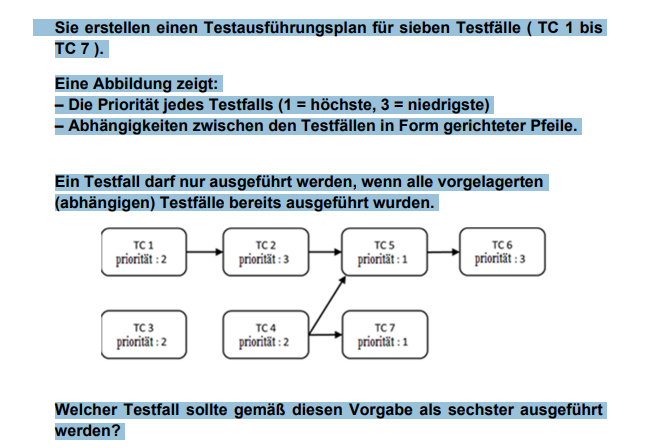 Sie erstellen einen Testausführungsplan für sieben Testfälle ( TC 1 bis
TC 7 ).
Eine Abbildung zeigt:
– Die Priorität jedes Testfalls (1 = höchste, 3 = niedrigste)
– Abhängigkeiten zwischen den Testfällen in Form gerichteter Pfeile.
Ein Testfall darf nur ausgeführt werden, wenn alle vorgelagerten
(abhängigen) Testfälle bereits ausgeführt wurden.
TC 1
priorität : 2
TC 2
priorität : 3
TC 5
priorität : 1
TC 6
priorität : 3
TC 3
priorität : 2
TC 4
priorität : 2
TC 7
priorität : 1
Welcher Testfall sollte gemäß diesen Vorgabe als sechster ausgeführt
werden?